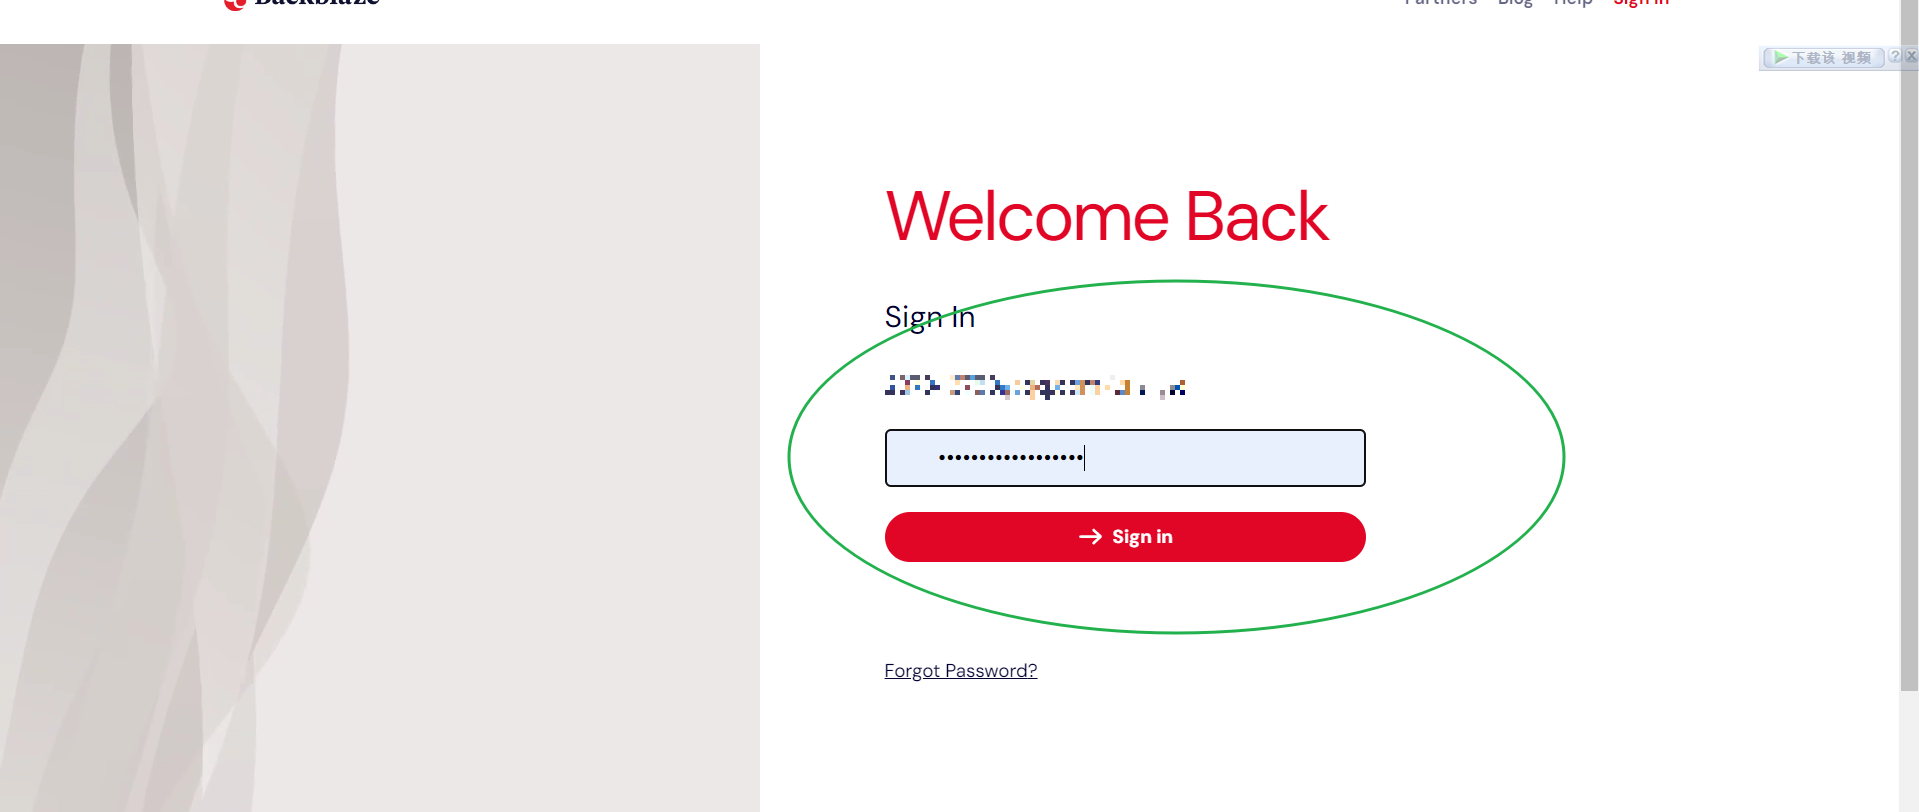 Backblaze
Partners Blog Help Sign In
下载该 视频 ? X
Welcome Back
Sign In
••••••••••••••••••
→ Sign in
Forgot Password?